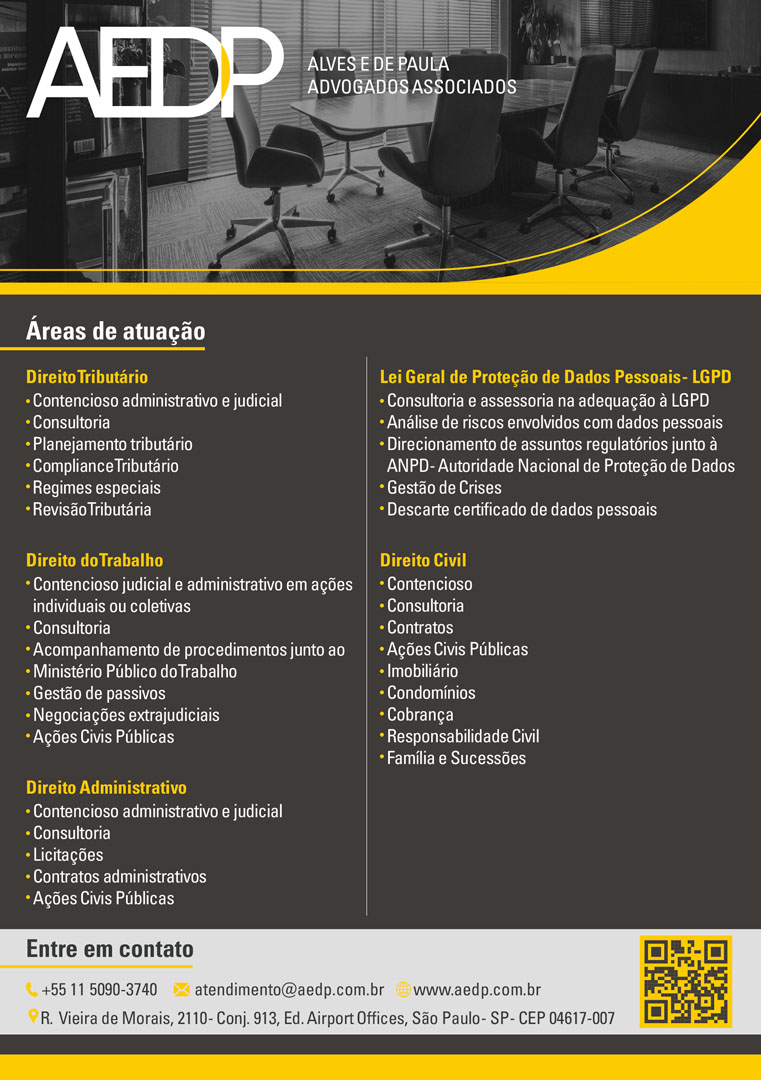 AEDP
ALVES E DE PAULA
ADVOGADOS ASSOCIADOS
Áreas de atuação
Direito Tributário
• Contencioso administrativo e judicial
• Consultoria
• Planejamento tributário
• Compliance Tributário
• Regimes especiais
• Revisão Tributária
Direito do Trabalho
• Contencioso judicial e administrativo em ações
individuais ou coletivas
• Consultoria
• Acompanhamento de procedimentos junto ao
• Ministério Público do Trabalho
• Gestão de passivos
• Negociações extrajudiciais
• Ações Civis Públicas
Direito Administrativo
• Contencioso administrativo e judicial
• Consultoria
• Licitações
• Contratos administrativos
• Ações Civis Públicas
Lei Geral de Proteção de Dados Pessoais - LGPD
• Consultoria e assessoria na adequação à LGPD
• Análise de riscos envolvidos com dados pessoais
• Direcionamento de assuntos regulatórios junto à
ANPD - Autoridade Nacional de Proteção de Dados
• Gestão de Crises
• Descarte certificado de dados pessoais
Direito Civil
• Contencioso
• Consultoria
• Contratos
• Ações Civis Públicas
• Imobiliário
• Condomínios
• Cobrança
• Responsabilidade Civil
• Família e Sucessões
Entre em contato
+55 11 5090-3740 atendimento@aedp.com.br www.aedp.com.br
R. Vieira de Morais, 2110 - Conj. 913, Ed. Airport Offices, São Paulo - SP - CEP 04617-007